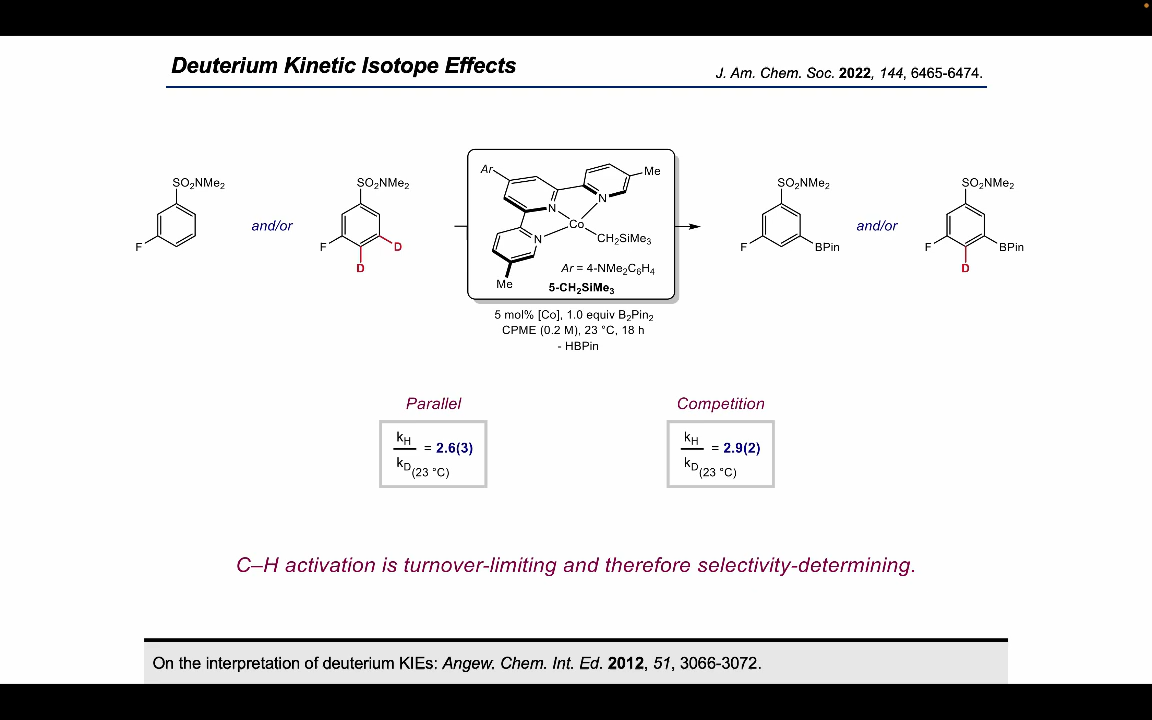 Deuterium Kinetic Isotope Effects
J. Am. Chem. Soc. 2022, 144, 6465-6474.
SO2NMe2
F
and/or
SO2NMe2
F
D
D
Ar
Me
N
N
N
Co
CH2SiMe3
Me
Ar = 4-NMe2C6H4
5-CH2SiMe3
5 mol% [Co], 1.0 equiv B2Pin2
CPME (0.2 M), 23 °C, 18 h
- HBPin
SO2NMe2
F
BPin
and/or
SO2NMe2
F
BPin
D
Parallel
kH
kD (23 °C)
= 2.6(3)
Competition
kH
kD (23 °C)
= 2.9(2)
C–H activation is turnover-limiting and therefore selectivity-determining.
On the interpretation of deuterium KIEs: Angew. Chem. Int. Ed. 2012, 51, 3066-3072.